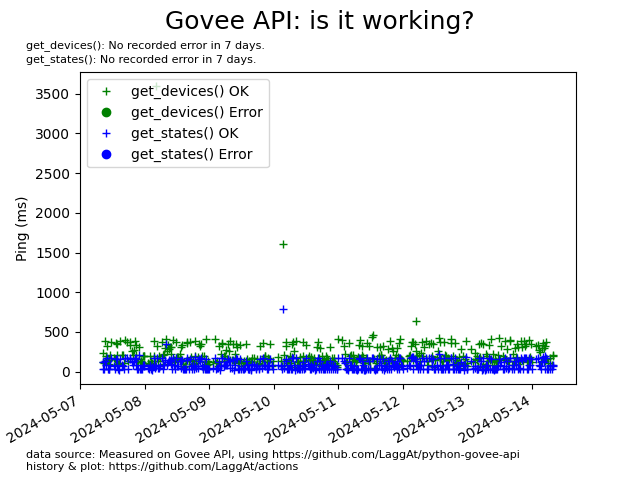 Govee API: is it working?
get_devices(): No recorded error in 7 days.
get_states(): No recorded error in 7 days.
get_devices() OK
get_devices() Error
get_states() OK
get_states() Error
Ping (ms)
3500
3000
2500
2000
1500
1000
500
0
2024-05-07
2024-05-08
2024-05-09
2024-05-10
2024-05-11
2024-05-12
2024-05-13
2024-05-14
data source: Measured on Govee API, using https://github.com/LaggAt/python-govee-api
history & plot: https://github.com/LaggAt/actions